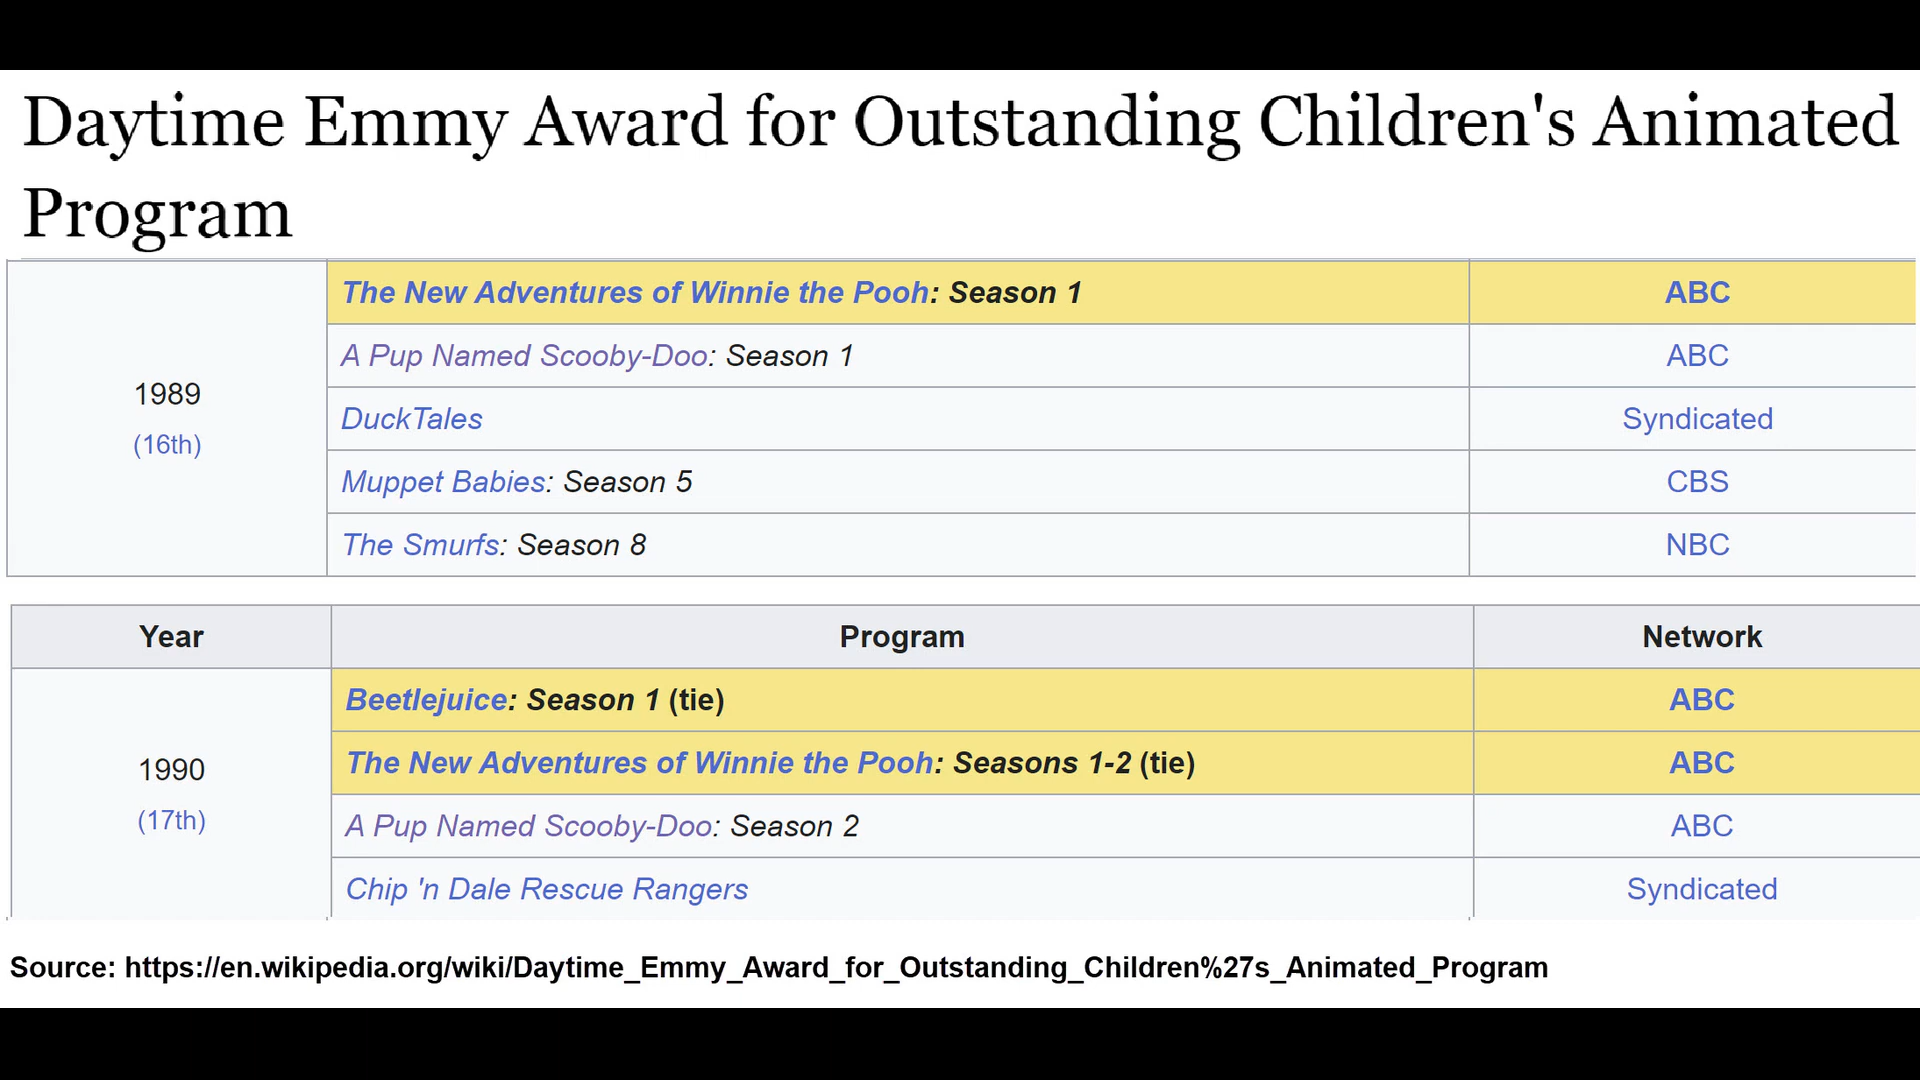 Daytime Emmy Award for Outstanding Children's Animated
Program
The New Adventures of Winnie the Pooh: Season 1 ABC
A Pup Named Scooby-Doo: Season 1 ABC
1989
(16th)
DuckTales Syndicated
Muppet Babies: Season 5 CBS
The Smurfs: Season 8 NBC
Year Program Network
Beetlejuice: Season 1 (tie) ABC
1990
(17th)
The New Adventures of Winnie the Pooh: Seasons 1-2 (tie) ABC
A Pup Named Scooby-Doo: Season 2 ABC
Chip 'n Dale Rescue Rangers Syndicated
Source: https://en.wikipedia.org/wiki/Daytime_Emmy_Award_for_Outstanding_Children%27s_Animated_Program